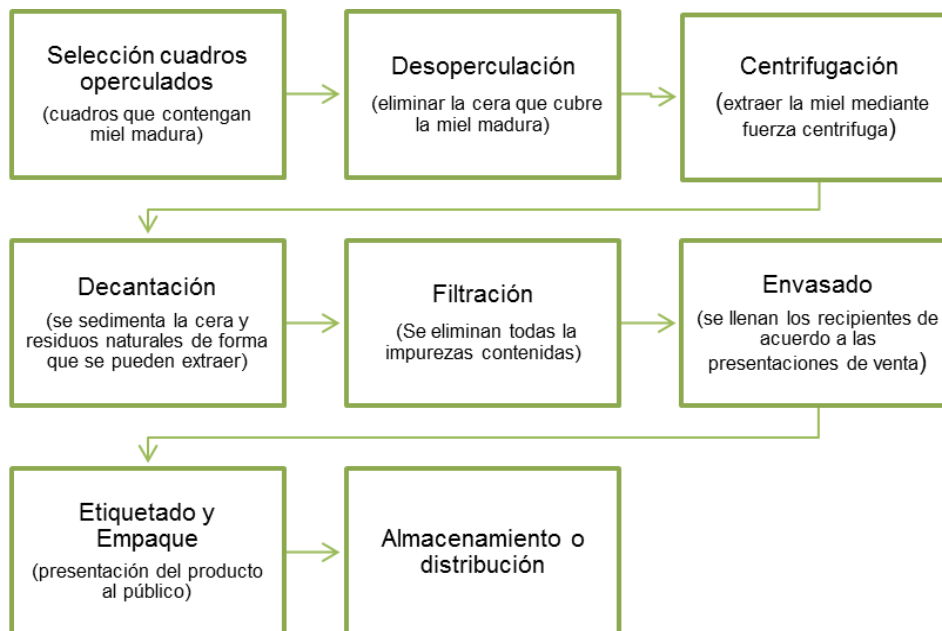 Selección cuadros
operculados
(cuadros que contengan
miel madura)
Desoperculación
(eliminar la cera que cubre
la miel madura)
Centrifugación
(extraer la miel mediante
fuerza centrifuga)
Decantación
(se sedimenta la cera y
residuos naturales de forma
que se pueden extraer)
Filtración
(Se eliminan todas la
impurezas contenidas)
Envasado
(se llenan los recipientes de
acuerdo a las
presentaciones de venta)
Etiquetado y
Empaque
(presentación del producto
al público)
Almacenamiento o
distribución